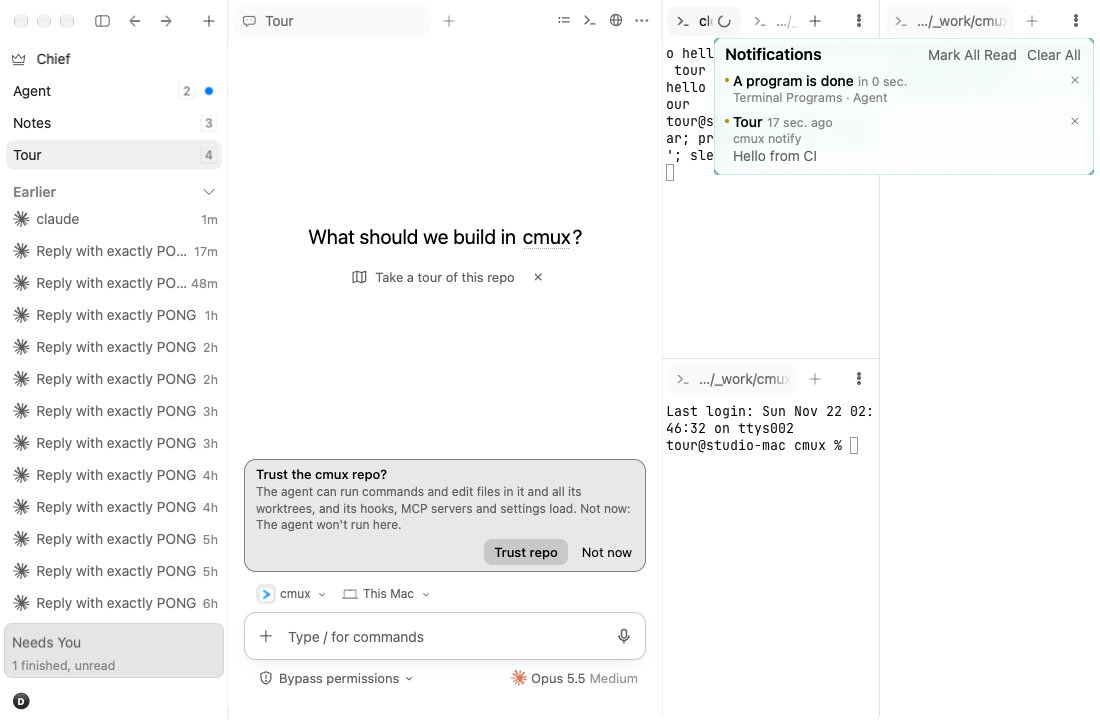 Chief
Agent 2
Notes 3
Tour 4
Earlier
claude 1m
Reply with exactly PO... 17m
Reply with exactly PO... 48m
Reply with exactly PONG 1h
Reply with exactly PONG 2h
Reply with exactly PONG 2h
Reply with exactly PONG 3h
Reply with exactly PONG 3h
Reply with exactly PONG 4h
Reply with exactly PONG 4h
Reply with exactly PONG 5h
Reply with exactly PONG 5h
Reply with exactly PONG 6h
Needs You
1 finished, unread
D
Tour
What should we build in cmux?
Take a tour of this repo
Trust the cmux repo?
The agent can run commands and edit files in it and all its
worktrees, and its hooks, MCP servers and settings load. Not now:
The agent won't run here.
Trust repo Not now
cmux This Mac
Type / for commands
Bypass permissions Opus 5.5 Medium
.../_work/cmux
o hell
tour
hello
our
tour@s
ar; pr
'; sle
Notifications Mark All Read Clear All
A program is done in 0 sec.
Terminal Programs · Agent
Tour 17 sec. ago
cmux notify
Hello from CI
.../_work/cmux
Last login: Sun Nov 22 02:
46:32 on ttys002
tour@studio-mac cmux %